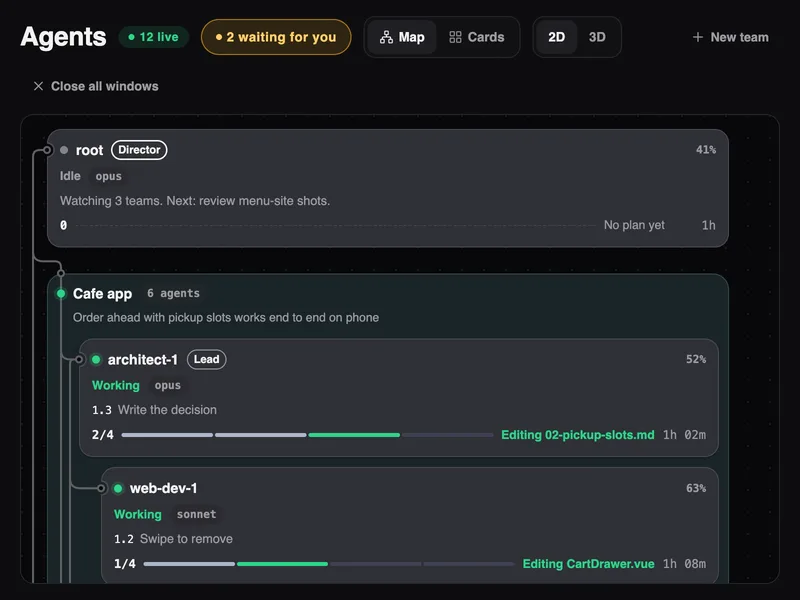 Agents 12 live 2 waiting for you Map Cards 2D 3D + New team
Close all windows
root Director 41%
Idle opus
Watching 3 teams. Next: review menu-site shots.
0 No plan yet 1h
Cafe app 6 agents
Order ahead with pickup slots works end to end on phone
architect-1 Lead 52%
Working opus
1.3 Write the decision
2/4 Editing 02-pickup-slots.md 1h 02m
web-dev-1 63%
Working sonnet
1.2 Swipe to remove
1/4 Editing CartDrawer.vue 1h 08m